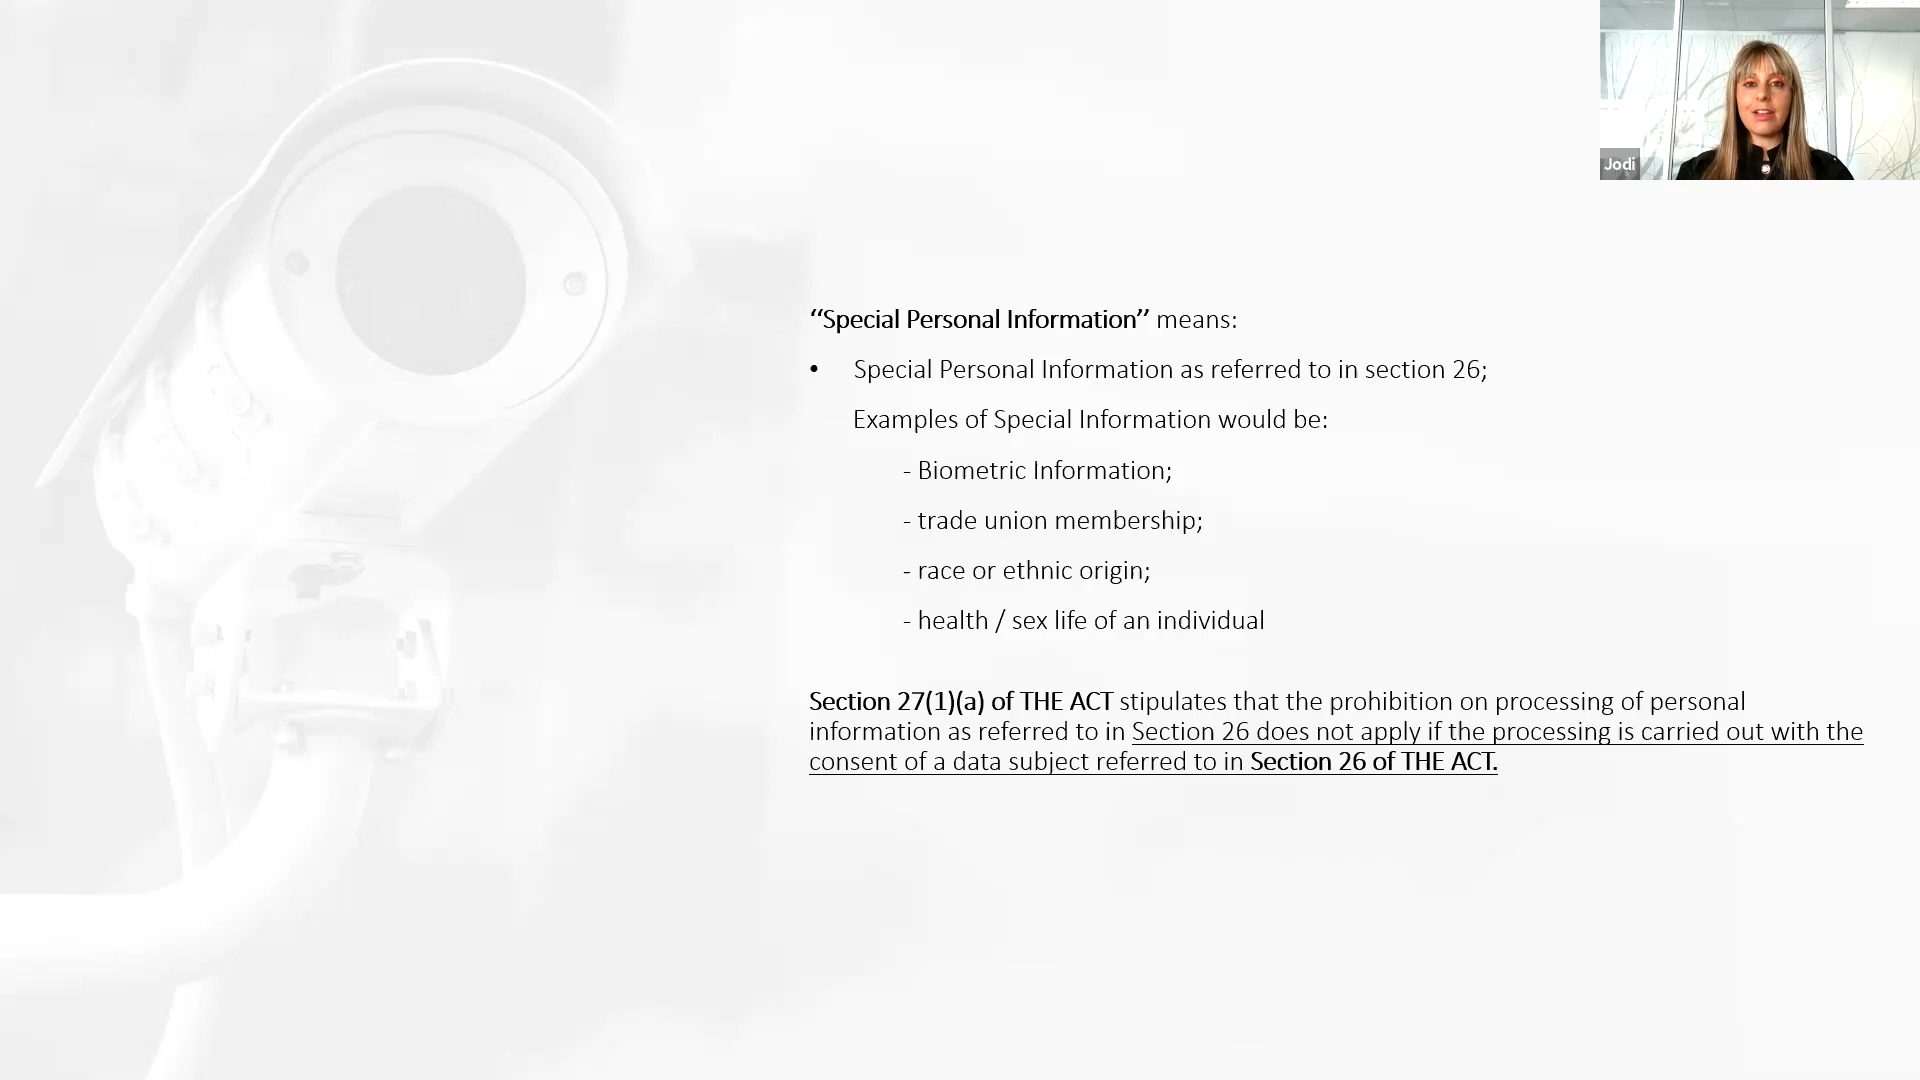 Jodi
“Special Personal Information” means:
• Special Personal Information as referred to in section 26;
Examples of Special Information would be:
- Biometric Information;
- trade union membership;
- race or ethnic origin;
- health / sex life of an individual
Section 27(1)(a) of THE ACT stipulates that the prohibition on processing of personal
information as referred to in Section 26 does not apply if the processing is carried out with the
consent of a data subject referred to in Section 26 of THE ACT.